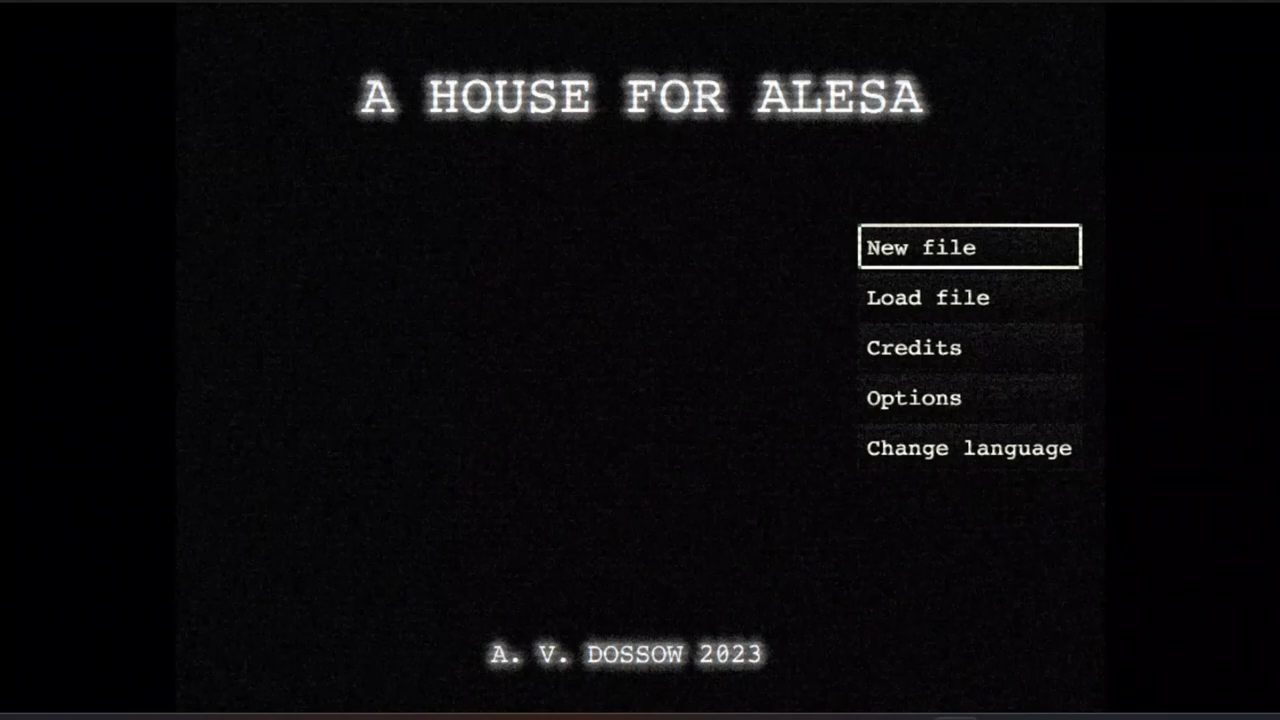 A HOUSE FOR ALESA
New file
Load file
Credits
Options
Change language
A. V. DOSSOW 2023